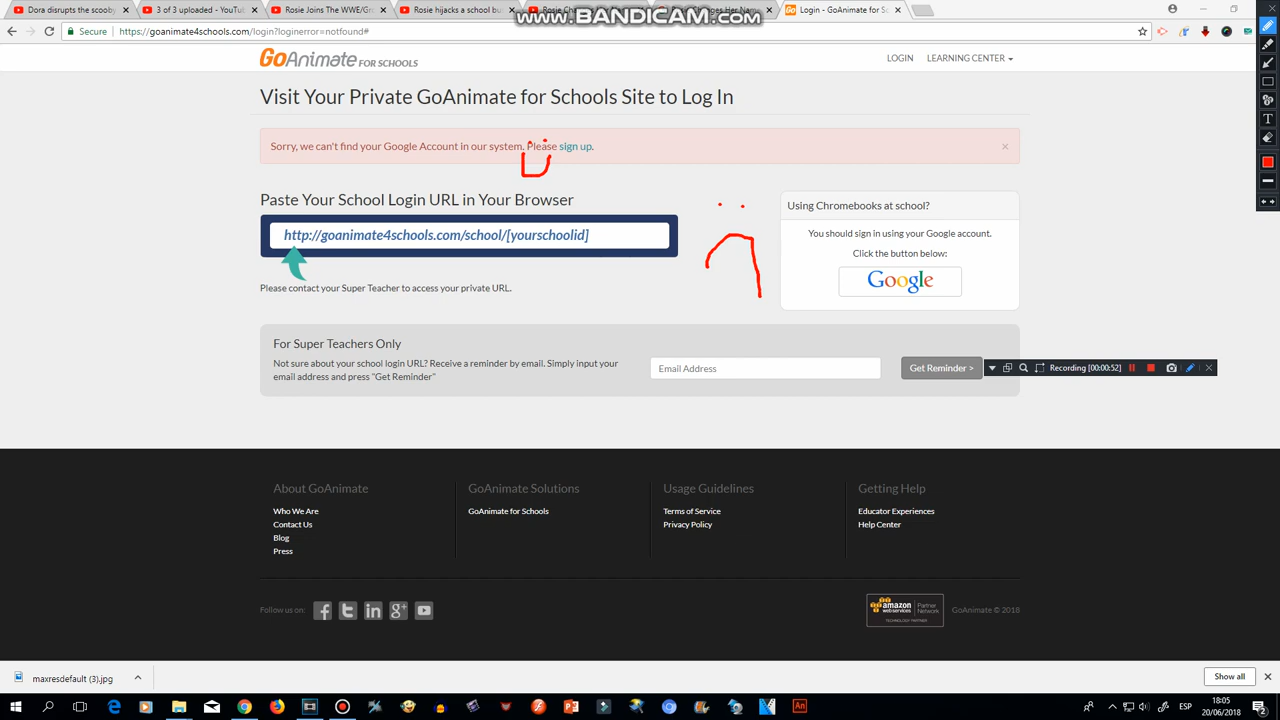 Dora disrupts the scooby
3 of 3 uploaded - YouTu
Rosie Joins The WWE/Gr
Rosie hijacks a school bu
Login - GoAnimate for S
www.BANDICAM.com
Secure
https://goanimate4schools.com/login?loginerror=notfound#
GoAnimate FOR SCHOOLS
LOGIN
LEARNING CENTER
Visit Your Private GoAnimate for Schools Site to Log In
Sorry, we can't find your Google Account in our system. Please sign up.
×
Paste Your School Login URL in Your Browser
http://goanimate4schools.com/school/[yourschoolid]
Please contact your Super Teacher to access your private URL.
Using Chromebooks at school?
You should sign in using your Google account.
Click the button below:
Google
For Super Teachers Only
Not sure about your school login URL? Receive a reminder by email. Simply input your
email address and press "Get Reminder"
Email Address
Get Reminder >
Recording [00:00:52]
About GoAnimate
Who We Are
Contact Us
Blog
Press
GoAnimate Solutions
GoAnimate for Schools
Usage Guidelines
Terms of Service
Privacy Policy
Getting Help
Educator Experiences
Help Center
Follow us on:
amazon
webservices
Partner
Network
TECHNOLOGY PARTNER
GoAnimate © 2018
maxresdefault (3).jpg
Show all
ESP
18:05
20/06/2018